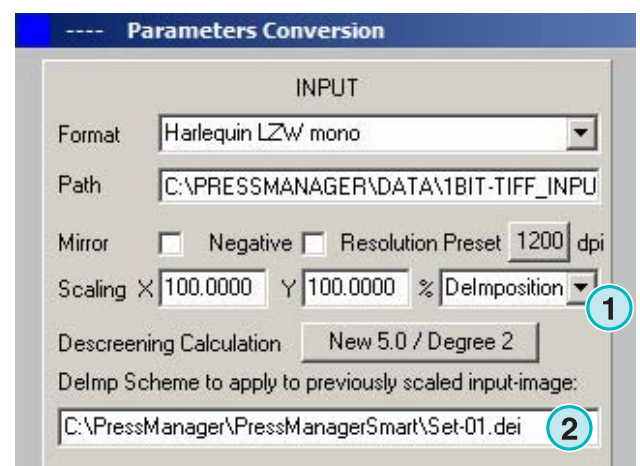 ---- Parameters Conversion
INPUT
Format Harlequin LZW mono
Path C:\PRESSMANAGER\DATA\1BIT-TIFF_INPU
Mirror Negative Resolution Preset 1200 dpi
Scaling X 100.0000 Y 100.0000 % DeImposition
1
Descreening Calculation New 5.0 / Degree 2
DeImp Scheme to apply to previously scaled input-image:
C:\PressManager\PressManagerSmart\Set-01.dei 2